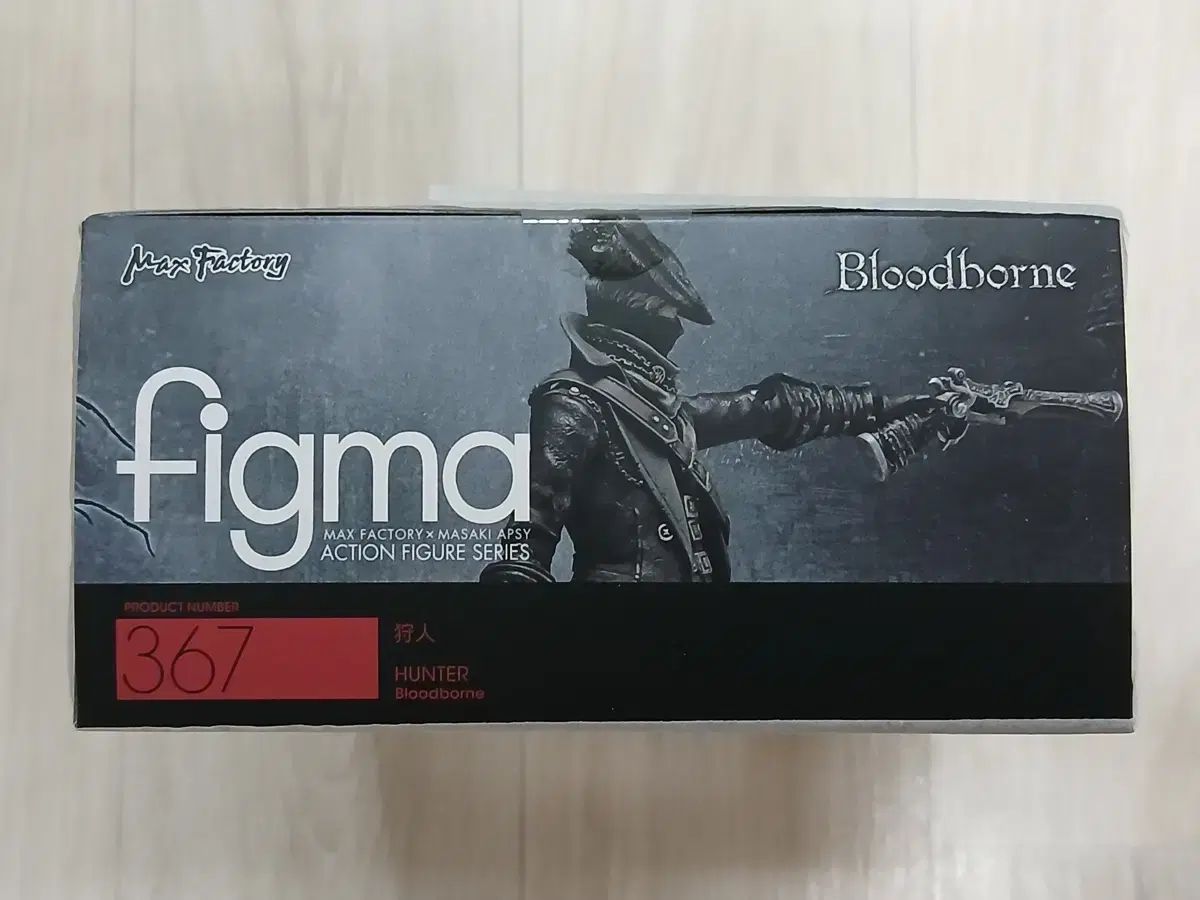 Max Factory
Bloodborne
figma
MAX FACTORY × MASAKI APSY
ACTION FIGURE SERIES
PRODUCT NUMBER
367
狩人
HUNTER
Bloodborne